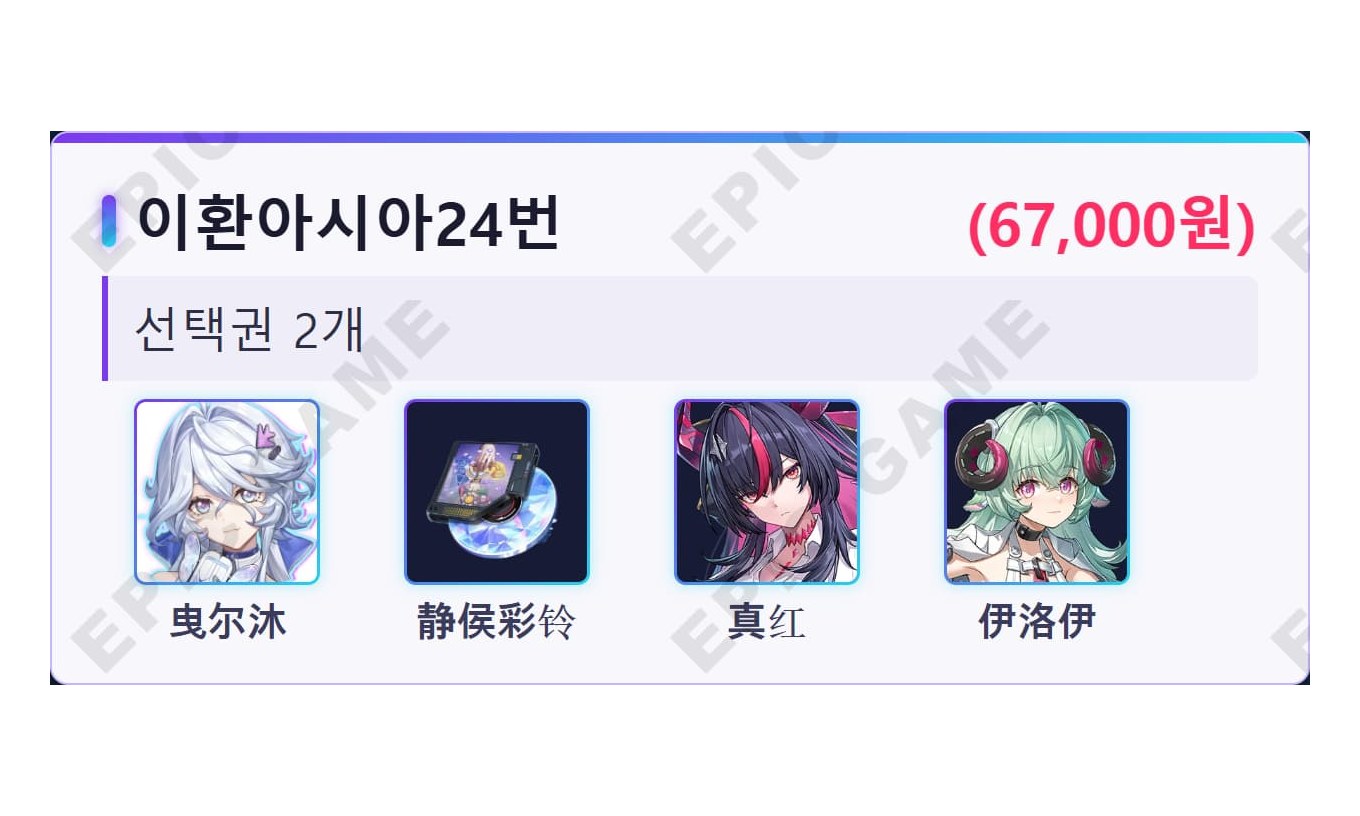 이환아시아24번
(67,000원)
선택권 2개
曳尔沐
静侯彩铃
真红
伊洛伊
EPIC GAME